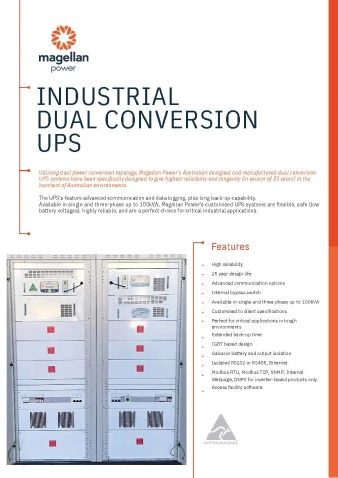 magellan
power
INDUSTRIAL
DUAL CONVERSION
UPS
Utilising dual power conversion topology, Magellan Power's Australian designed and manufactured dual conversion
UPS systems have been specifically designed to give highest reliability and longevity (in excess of 25 years) in the
harshest of Australian environments.
The UPS's feature advanced communication and data logging, plus long back-up capability.
Available in single and three-phase up to 100kVA, Magellan Power's customised UPS systems are flexible, safe (low
battery voltages), highly reliable, and are a perfect choice for critical industrial applications.
Features
High reliability
25 year design life
Advanced communication options
Internal bypass switch
Available in single and three phase up to 100kVA
Customised to client specifications
Perfect for critical applications in tough
environments
Extended back-up time
IGBT based design
Galvanic battery and output isolation
Isolated RS232 or RS485, Ethernet
Modbus RTU, Modbus TCP, SNMP, Internal
Webpage, DNP3 for inverter-based products only
Access facility software
AUSTRALIAN MADE